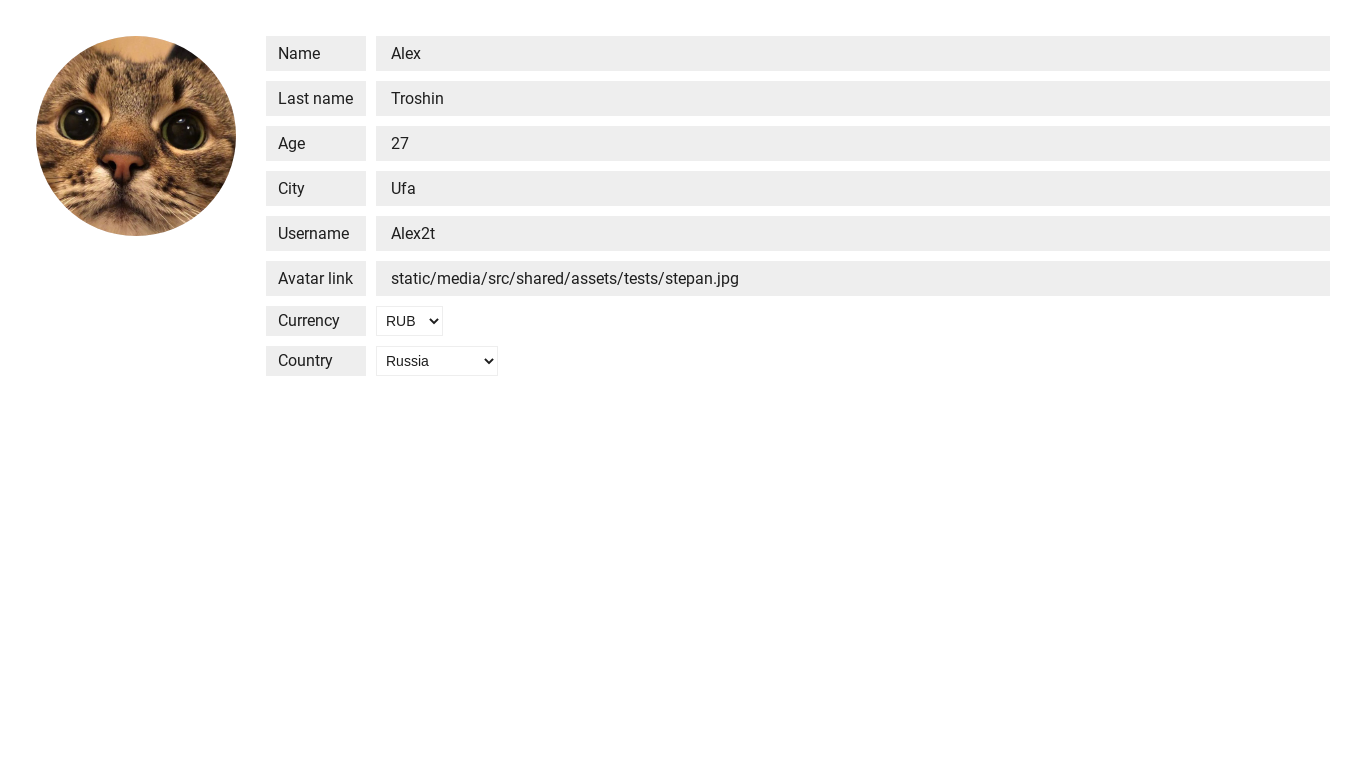 Name Alex
Last name Troshin
Age 27
City Ufa
Username Alex2t
Avatar link static/media/src/shared/assets/tests/stepan.jpg
Currency RUB
Country Russia